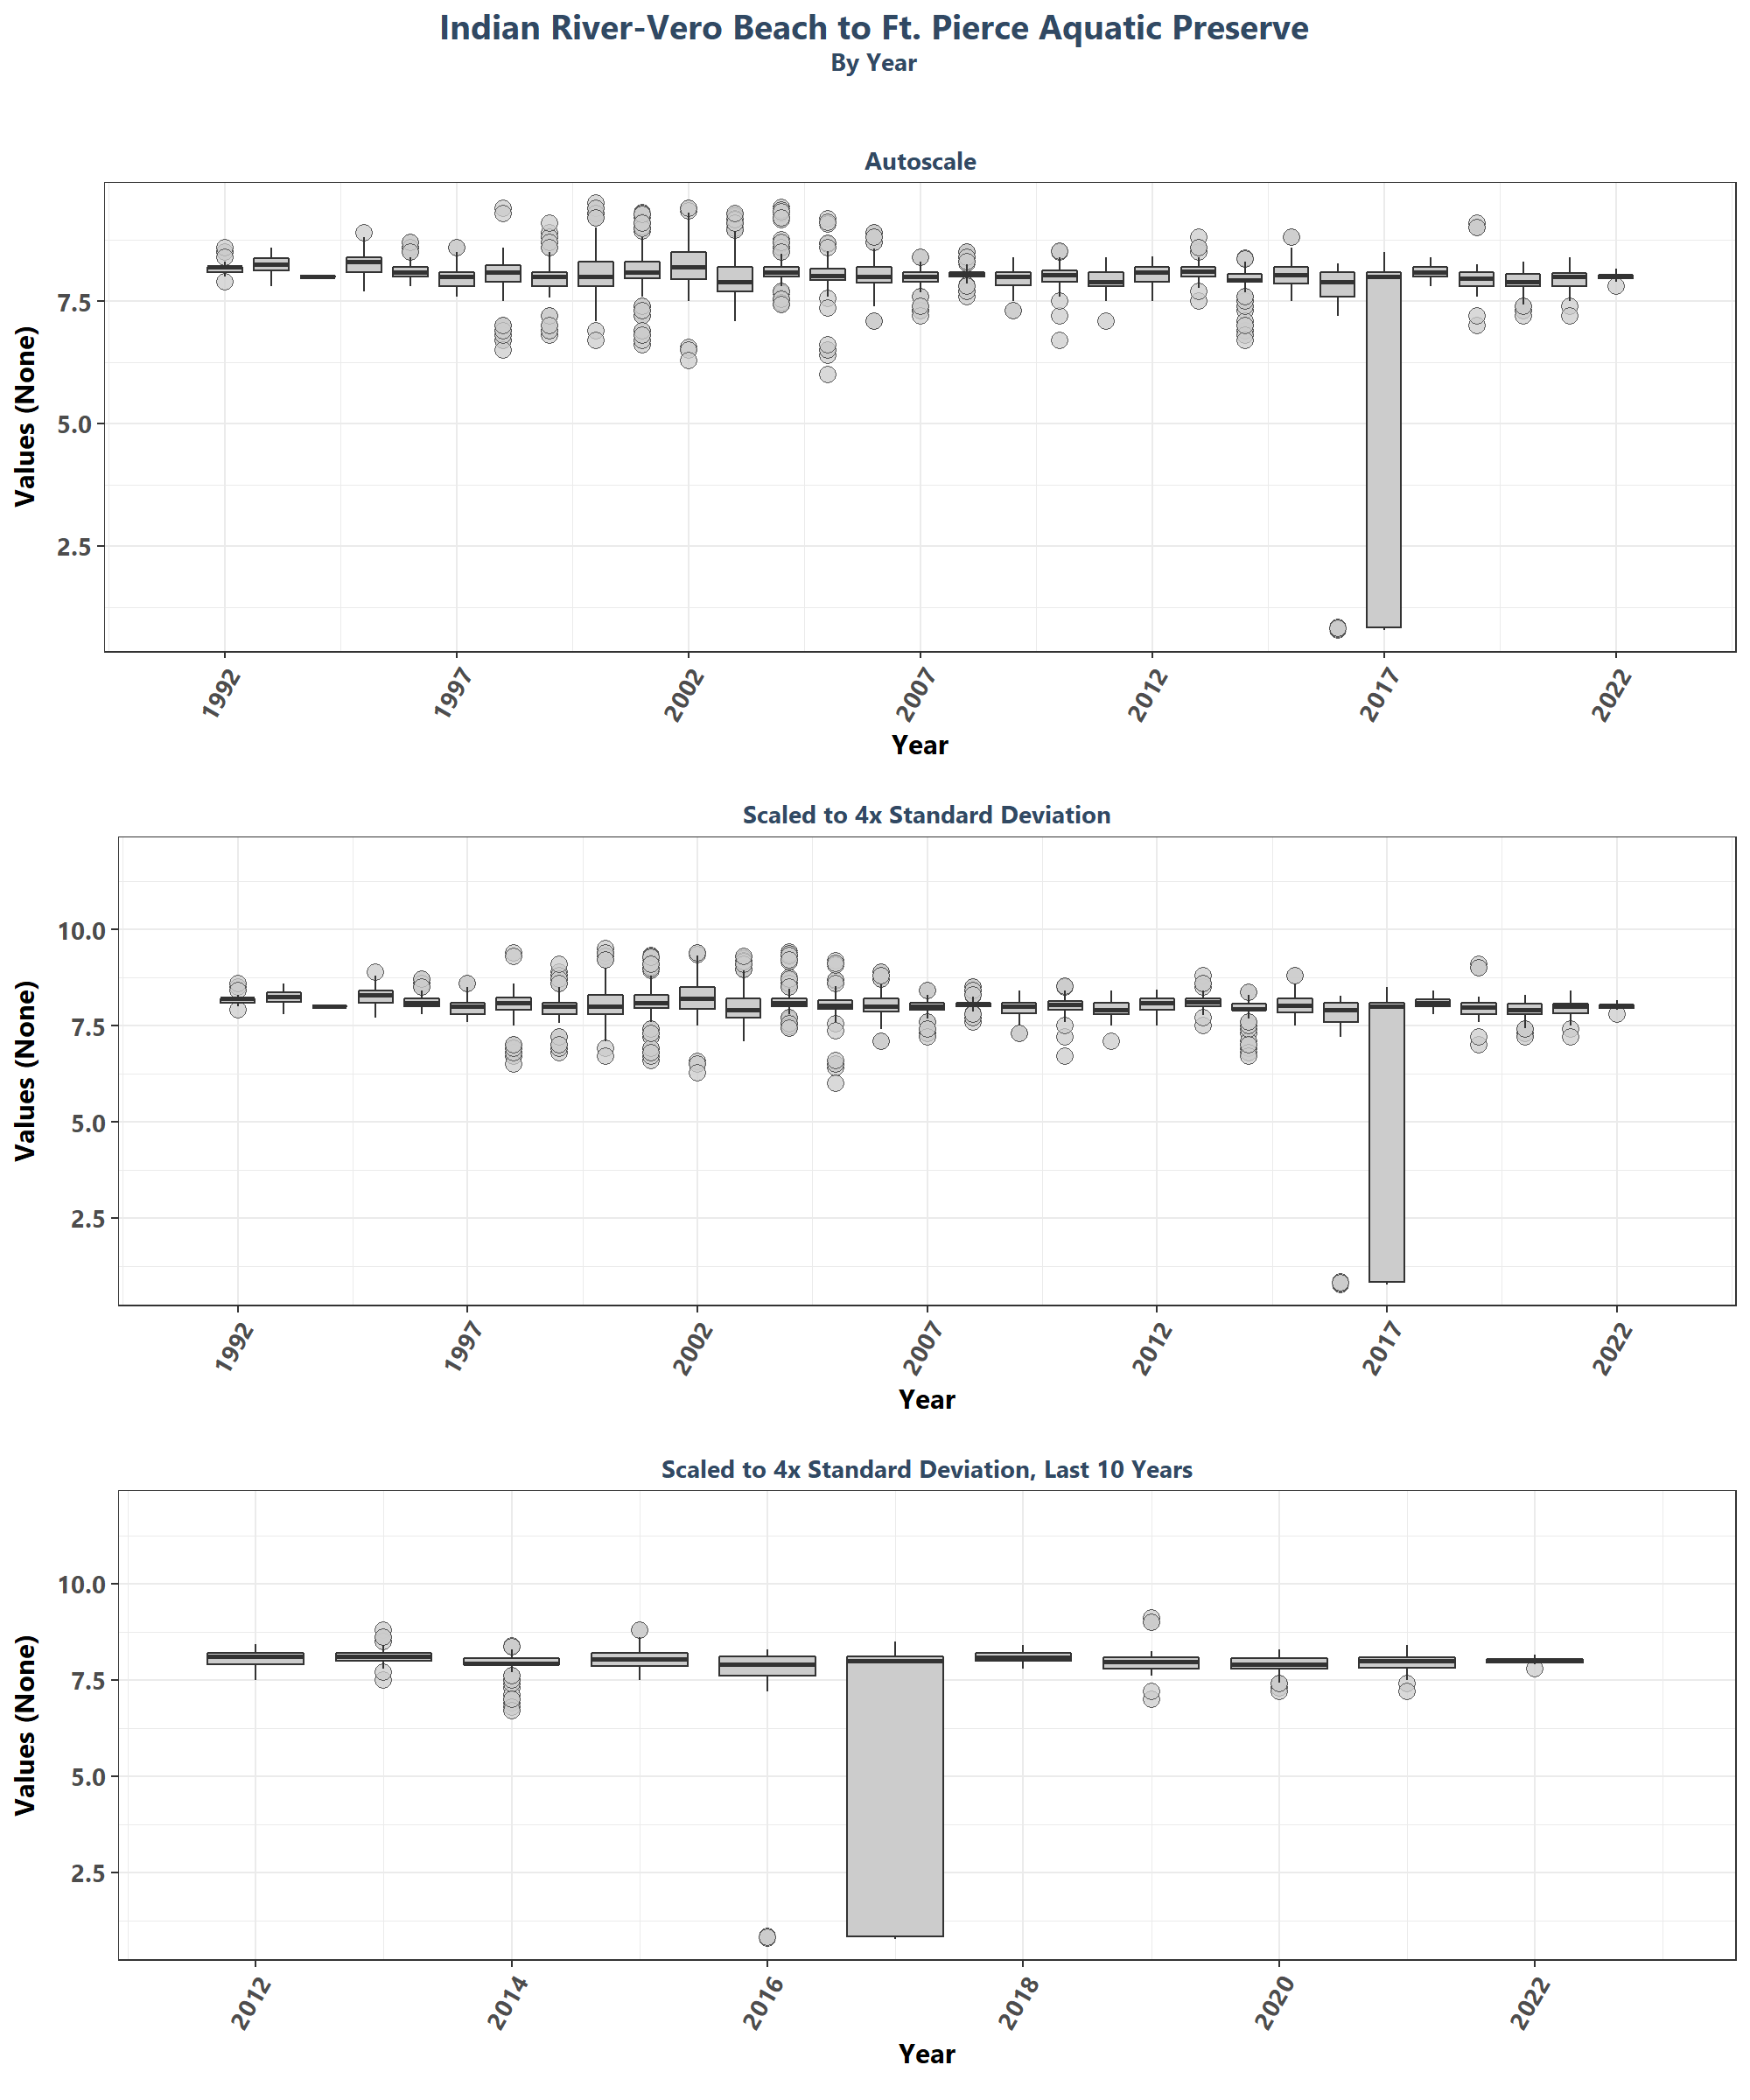 Indian River-Vero Beach to Ft. Pierce Aquatic Preserve
By Year
Autoscale
Values (None)
7.5
5.0
2.5
1992
1997
2002
2007
2012
2017
2022
Year
Scaled to 4x Standard Deviation
Values (None)
10.0
7.5
5.0
2.5
1992
1997
2002
2007
2012
2017
2022
Year
Scaled to 4x Standard Deviation, Last 10 Years
Values (None)
10.0
7.5
5.0
2.5
2012
2014
2016
2018
2020
2022
Year